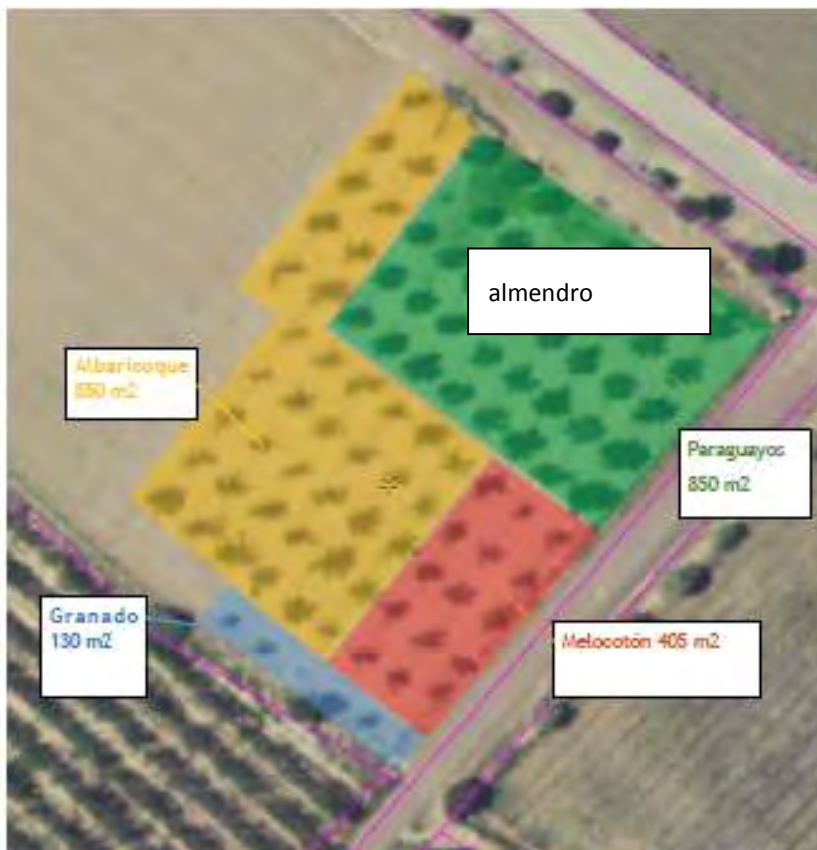 almendro
Albaricoque
850 m2
Paraguayos
850 m2
Granado
130 m2
Melocotón 405 m2